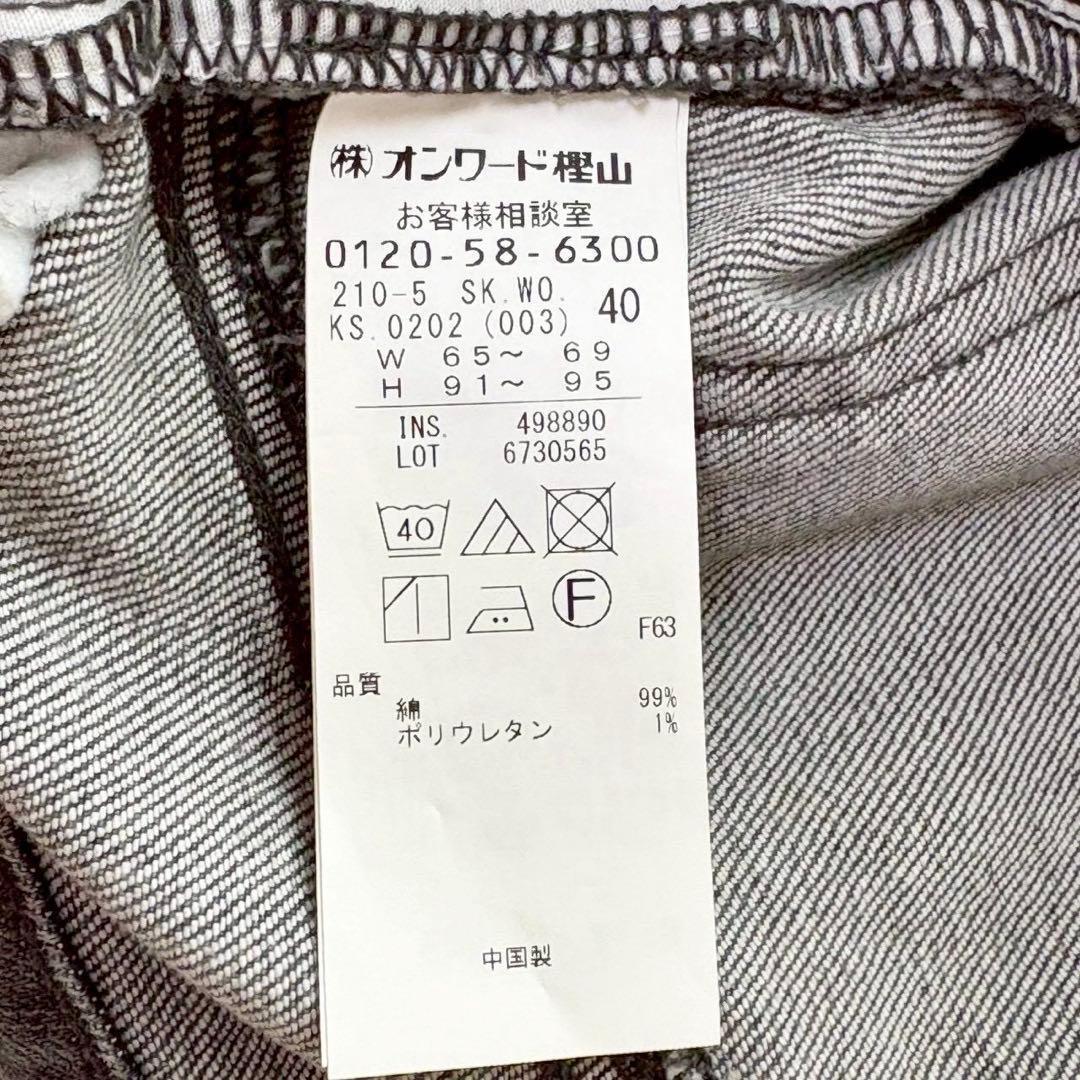 ㈱オンワード樫山
お客様相談室
0120-58-6300
210-5 SK.WO. 40
KS.0202 (003)
W 65～ 69
H 91～ 95
INS. 498890
LOT 6730565
40
F F63
品質
綿 99%
ポリウレタン 1%
中国製